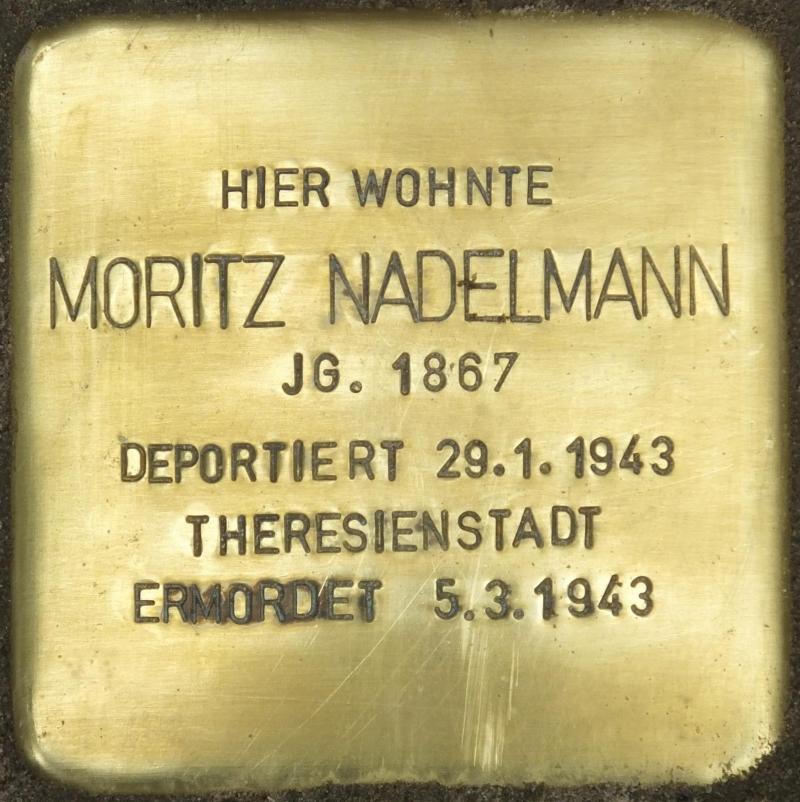 HIER WOHNTE
MORITZ NADELMANN
JG. 1867
DEPORTIERT 29.1.1943
THERESIENSTADT
ERMORDET 5.3.1943